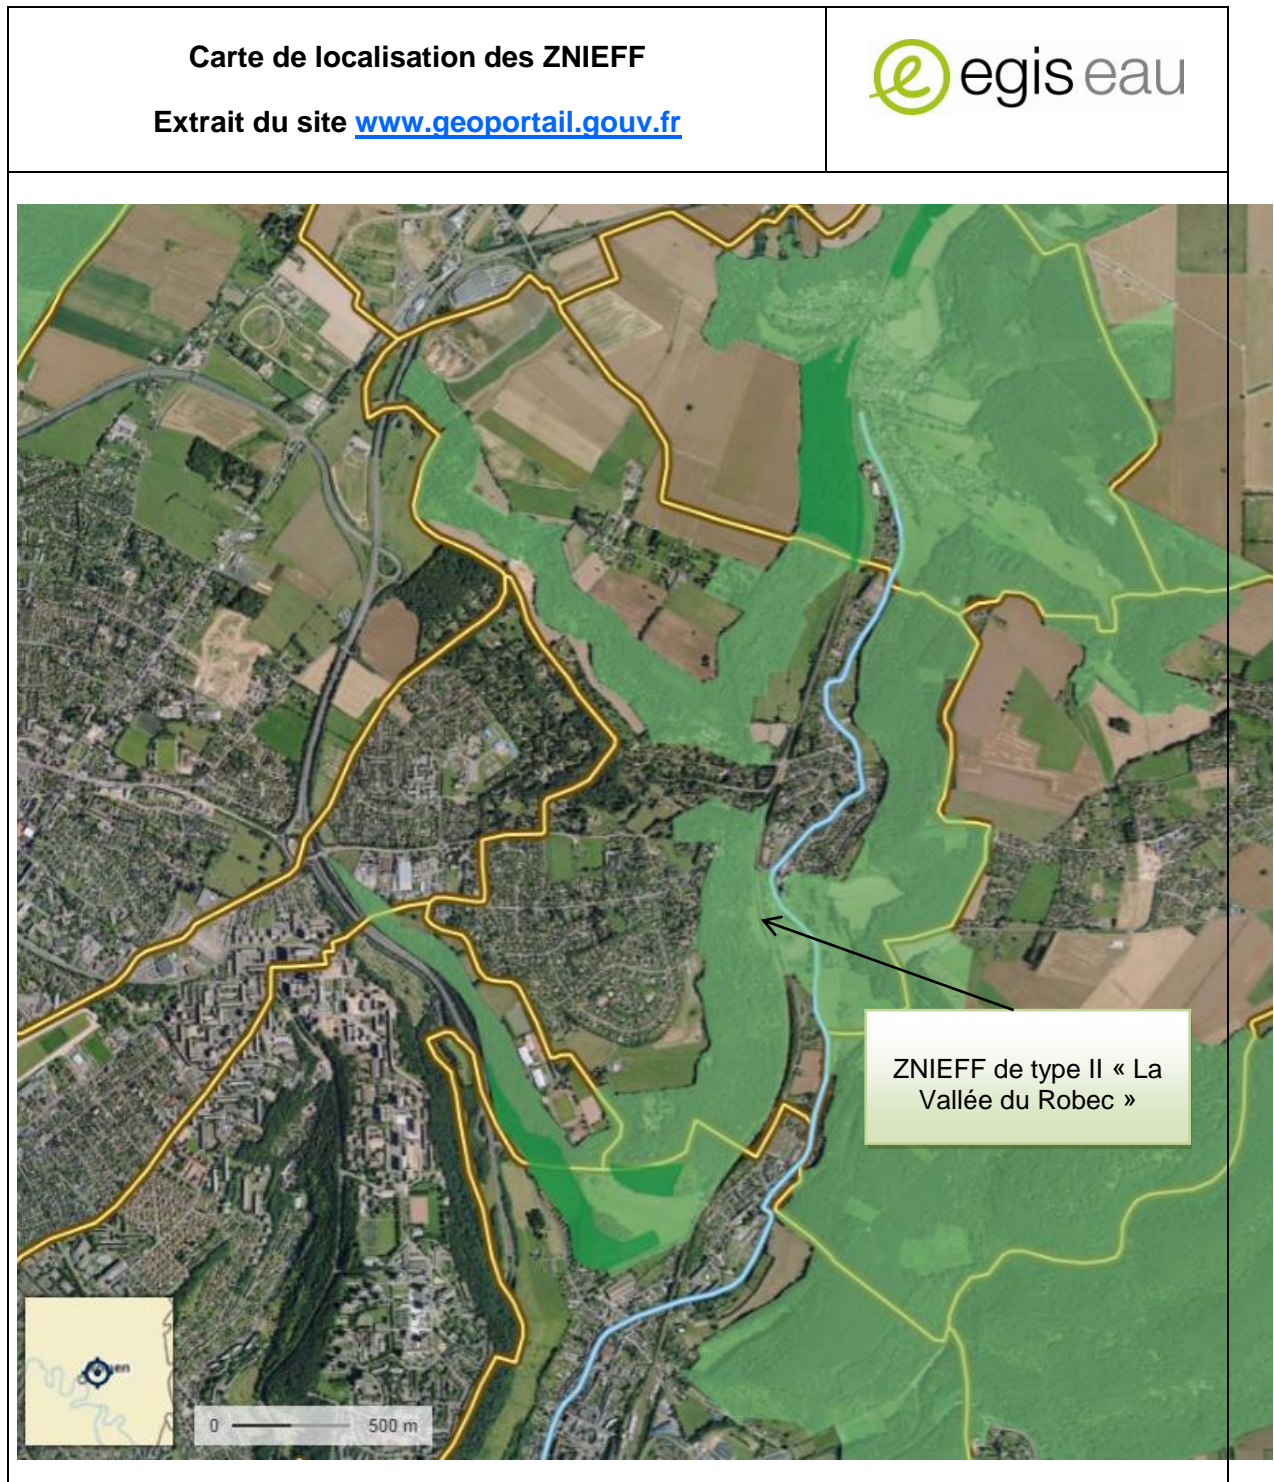 Carte de localisation des ZNIEFF
Extrait du site www.geoportail.gouv.fr
egis eau
ZNIEFF de type II « La
Vallée du Robec »
0 500 m